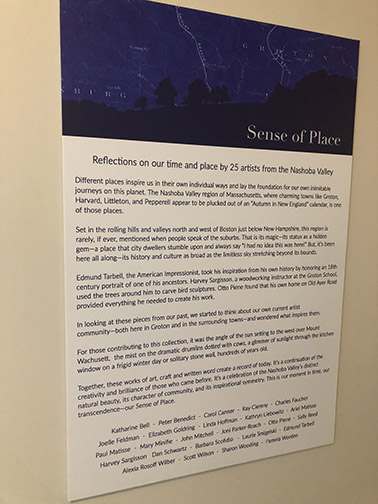 GROTON
NBURG
Sense of Place
Reflections on our time and place by 25 artists from the Nashoba Valley
Different places inspire us in their own individual ways and lay the foundation for our own inimitable
journeys on this planet. The Nashoba Valley region of Massachusetts, where charming towns like Groton,
Harvard, Littleton, and Pepperell appear to be plucked out of an "Autumn in New England" calendar, is one
of those places.
Set in the rolling hills and valleys north and west of Boston just below New Hampshire, this region is
rarely, if ever, mentioned when people speak of the suburbs. That is its magic—its status as a hidden
gem—a place that city dwellers stumble upon and always say "I had no idea this was here!" But, it's been
here all along—its history and culture as broad as the limitless sky stretching beyond its bounds.
Edmund Tarbell, the American Impressionist, took his inspiration from his own history by honoring an 18th
century portrait of one of his ancestors. Harvey Sargisson, a woodworking instructor at the Groton School,
used the trees around him to carve bird sculptures. Otto Piene found that his own home on Old Ayer Road
provided everything he needed to create his work.
In looking at these pieces from our past, we started to think about our own current artist
community—both here in Groton and in the surrounding towns—and wondered what inspires them.
For those contributing to this collection, it was the angle of the sun setting to the west over Mount
Wachusett, the mist on the dramatic drumlins dotted with cows, a glimmer of sunlight through the kitchen
window on a frigid winter day or solitary stone wall, hundreds of years old.
Together, these works of art, craft and written word create a record of today. It's a continuation of the
creativity and brilliance of those who came before. It's a celebration of the Nashoba Valley's distinct
natural beauty, its character of community, and its inspirational symmetry. This is our moment in time, our
transcendence—our Sense of Place.
Katharine Bell - Peter Benedict - Carol Canner - Ray Ciemny - Charles Faucher
Joelle Feldman - Elizabeth Goldring - Linda Hoffman - Kathryn Liebowitz - Ariel Matisse
Paul Matisse - Mary Minifie - John Mitchell - Joni Parker-Roach - Otto Piene - Sally Reed
Harvey Sargisson - Dan Schwartz - Barbara Scofidio - Laurie Smigelski - Edmund Tarbell
Alexia Rosoff Wilber - Scott Wilson - Sharon Wooding - Pamela Worden